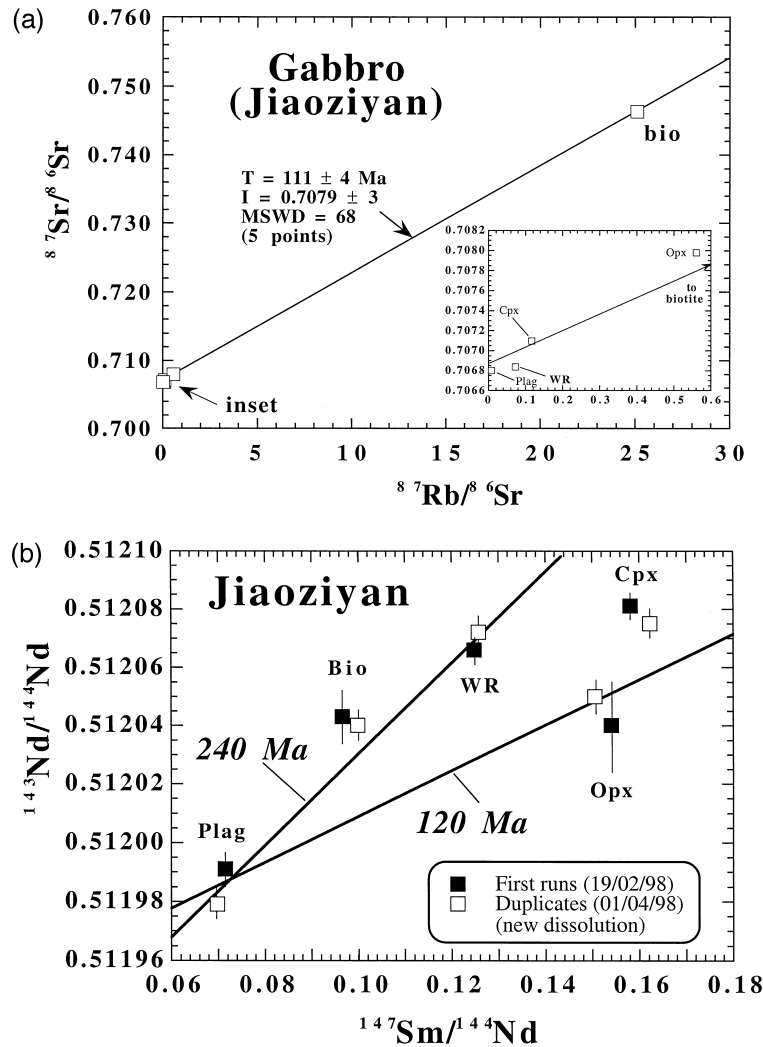 (a)
0.760
0.750
0.740
0.730
0.720
0.710
0.700
⁸⁷Sr/⁸⁶Sr
Gabbro
(Jiaoziyan)
T = 111 ± 4 Ma
I = 0.7079 ± 3
MSWD = 68
(5 points)
bio
inset
0.7082
0.7080
0.7078
0.7076
0.7074
0.7072
0.7071
0.7070
0.7068
0.7066
Opx
to
biotite
Cpx
Plag
WR
0 0.1 0.2 0.3 0.4 0.5 0.6
0 5 10 15 20 25 30
⁸⁷Rb/⁸⁶Sr
(b)
0.51210
0.51208
0.51206
0.51204
0.51202
0.51200
0.51198
0.51196
¹⁴³Nd/¹⁴⁴Nd
Jiaoziyan
Cpx
Bio
WR
240 Ma
Opx
120 Ma
Plag
First runs (19/02/98)
Duplicates (01/04/98)
(new dissolution)
0.06 0.08 0.10 0.12 0.14 0.16 0.18
¹⁴⁷Sm/¹⁴⁴Nd